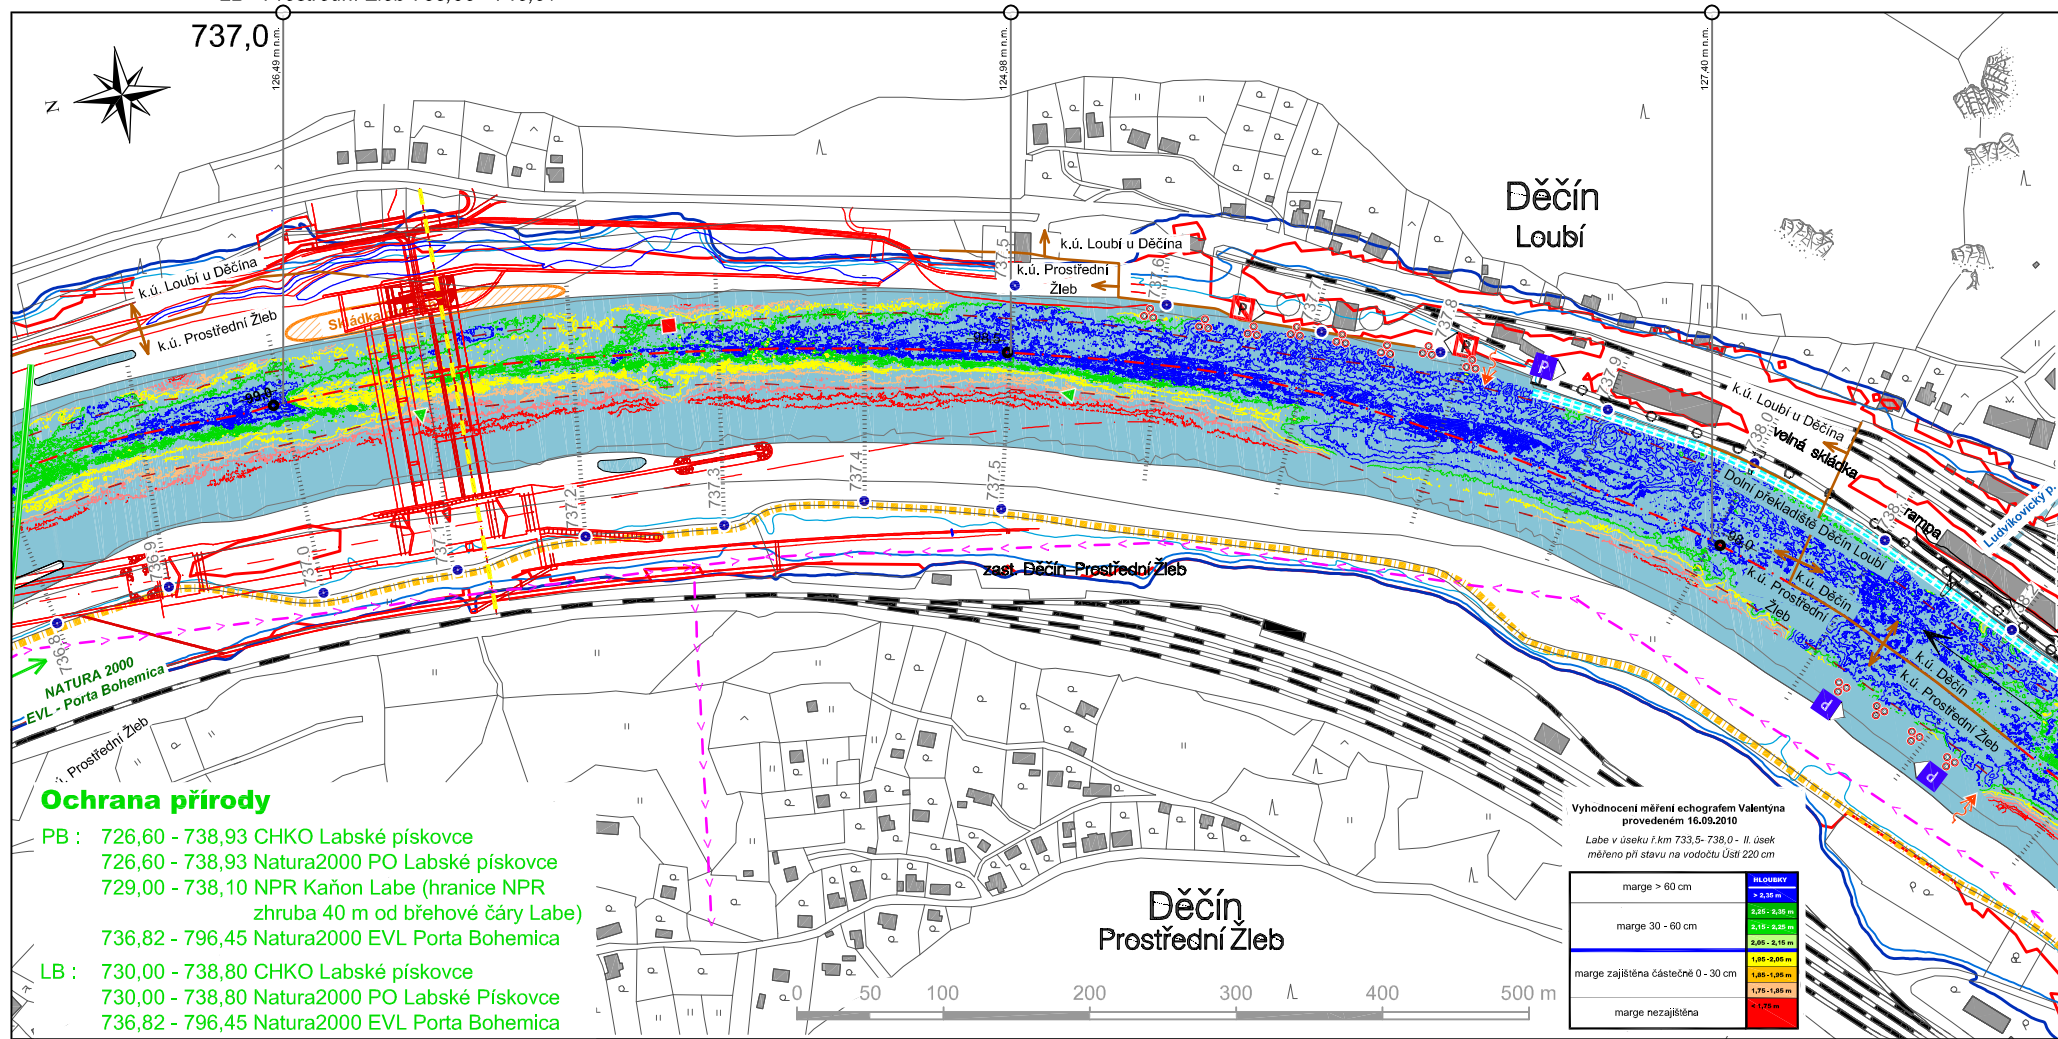 737,0
126,49 m n.m.
124,98 m n.m.
127,40 m n.m.
N
Děčín
Loubí
k.ú. Loubí u Děčína
k.ú. Prostřední Žleb
Skládka
k.ú. Loubí u Děčína
k.ú. Prostřední
Žleb
737.5
737.6
737.7
737.8
737.9
738.0
738.1
738.2
k.ú. Loubí u Děčína
volná skládka
rampa
Ludvíkovický p.
Dolní překladiště Děčín Loubí
99.0
98.5
98.0
k.ú. Děčín
k.ú. Prostřední
Žleb
k.ú. Děčín
k.ú. Prostřední Žleb
736.8
736.9
737.0
737.1
737.2
737.3
737.4
737.5
zast. Děčín-Prostřední Žleb
NATURA 2000
EVL - Porta Bohemica
Prostřední Žleb
Ochrana přírody
PB : 726,60 - 738,93 CHKO Labské pískovce
726,60 - 738,93 Natura2000 PO Labské pískovce
729,00 - 738,10 NPR Kaňon Labe (hranice NPR
zhruba 40 m od břehové čáry Labe)
736,82 - 796,45 Natura2000 EVL Porta Bohemica
LB : 730,00 - 738,80 CHKO Labské pískovce
730,00 - 738,80 Natura2000 PO Labské Pískovce
736,82 - 796,45 Natura2000 EVL Porta Bohemica
Děčín
Prostřední Žleb
0 50 100 200 300 400 500 m
Vyhodnocení měření echografem Valentýna
provedeném 16.09.2010
Labe v úseku ř.km 733,5- 738,0 - II. úsek
měřeno při stavu na vodočtu Ústí 220 cm
HLOUBKY
marge > 60 cm
> 2,35 m
2,25 - 2,35 m
marge 30 - 60 cm
2,15 - 2,25 m
2,05 - 2,15 m
1,95 -2,05 m
marge zajištěna částečně 0 - 30 cm
1,85 -1,95 m
1,75 -1,85 m
marge nezajištěna
< 1,75 m